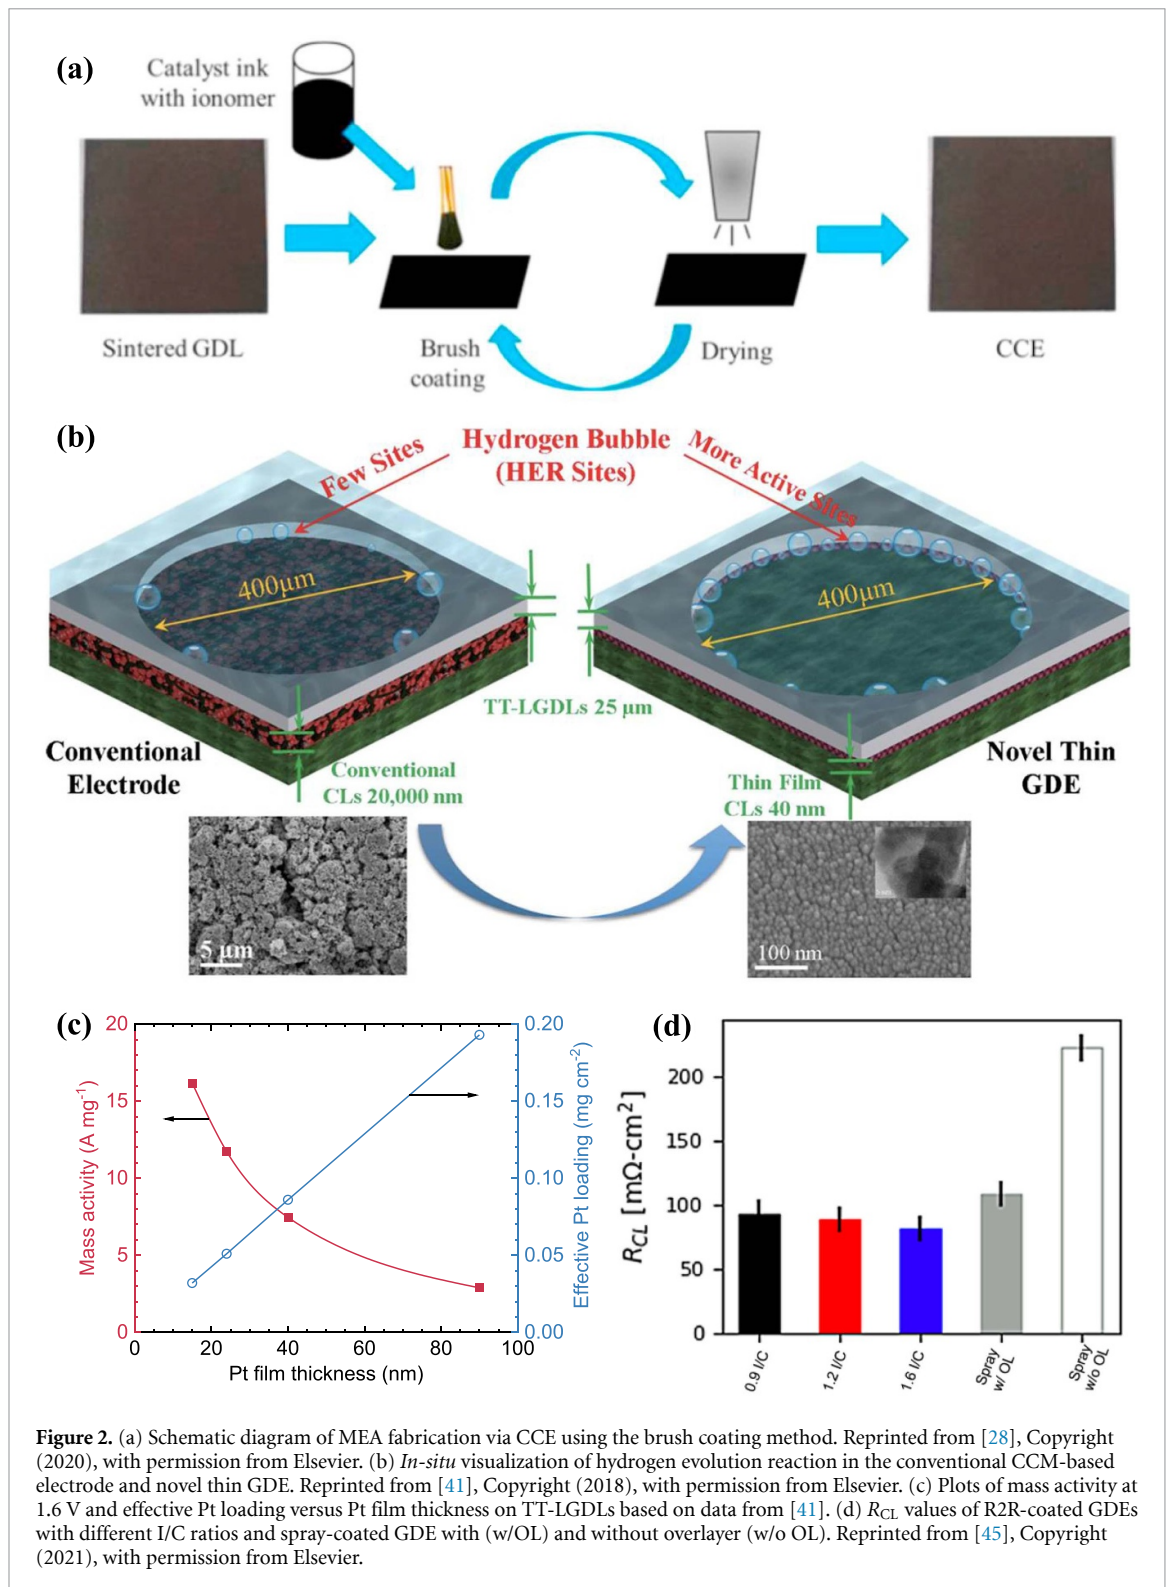 (a)
Catalyst ink
with ionomer
Sintered GDL
Brush
coating
Drying
CCE
(b)
Few Sites
Hydrogen Bubble
(HER Sites)
More Active Sites
400μm
400μm
TT-LGDLs 25 μm
Conventional
Electrode
Conventional
CLs 20,000 nm
Thin Film
CLs 40 nm
Novel Thin
GDE
5 μm
100 nm
(c)
Mass activity (A mg⁻¹)
20
15
10
5
0
0 20 40 60 80 100
Pt film thickness (nm)
0.20
0.15
0.10
0.05
0.00
Effective Pt loading (mg cm⁻²)
(d)
R_CL [mΩ-cm²]
200
150
100
50
0
0.9 I/C
1.2 I/C
1.6 I/C
Spray
w/ OL
Spray
w/o OL
Figure 2. (a) Schematic diagram of MEA fabrication via CCE using the brush coating method. Reprinted from [28], Copyright
(2020), with permission from Elsevier. (b) In-situ visualization of hydrogen evolution reaction in the conventional CCM-based
electrode and novel thin GDE. Reprinted from [41], Copyright (2018), with permission from Elsevier. (c) Plots of mass activity at
1.6 V and effective Pt loading versus Pt film thickness on TT-LGDLs based on data from [41]. (d) R_CL values of R2R-coated GDEs
with different I/C ratios and spray-coated GDE with (w/OL) and without overlayer (w/o OL). Reprinted from [45], Copyright
(2021), with permission from Elsevier.